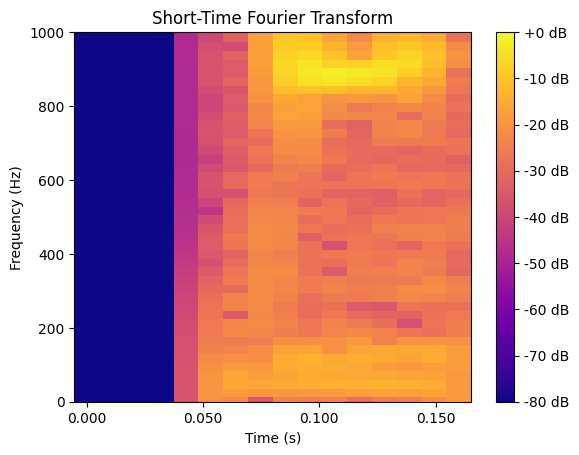 Short-Time Fourier Transform
1000
800
600
400
200
0
Frequency (Hz)
0.000
0.050
0.100
0.150
Time (s)
+0 dB
-10 dB
-20 dB
-30 dB
-40 dB
-50 dB
-60 dB
-70 dB
-80 dB